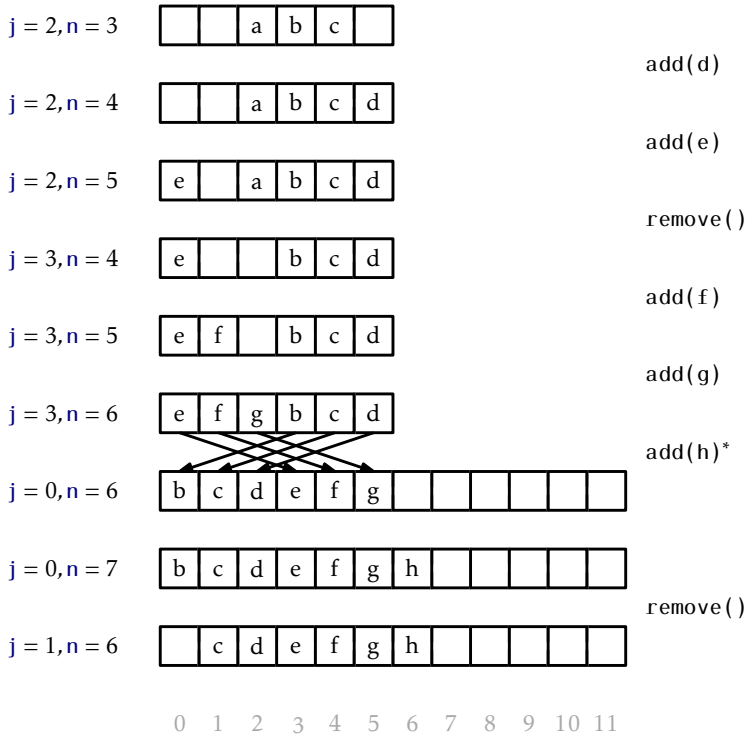 j = 2, n = 3 a b c
add(d)
j = 2, n = 4 a b c d
add(e)
j = 2, n = 5 e a b c d
remove()
j = 3, n = 4 e b c d
add(f)
j = 3, n = 5 e f b c d
add(g)
j = 3, n = 6 e f g b c d
add(h)*
j = 0, n = 6 b c d e f g
j = 0, n = 7 b c d e f g h
remove()
j = 1, n = 6 c d e f g h
0 1 2 3 4 5 6 7 8 9 10 11